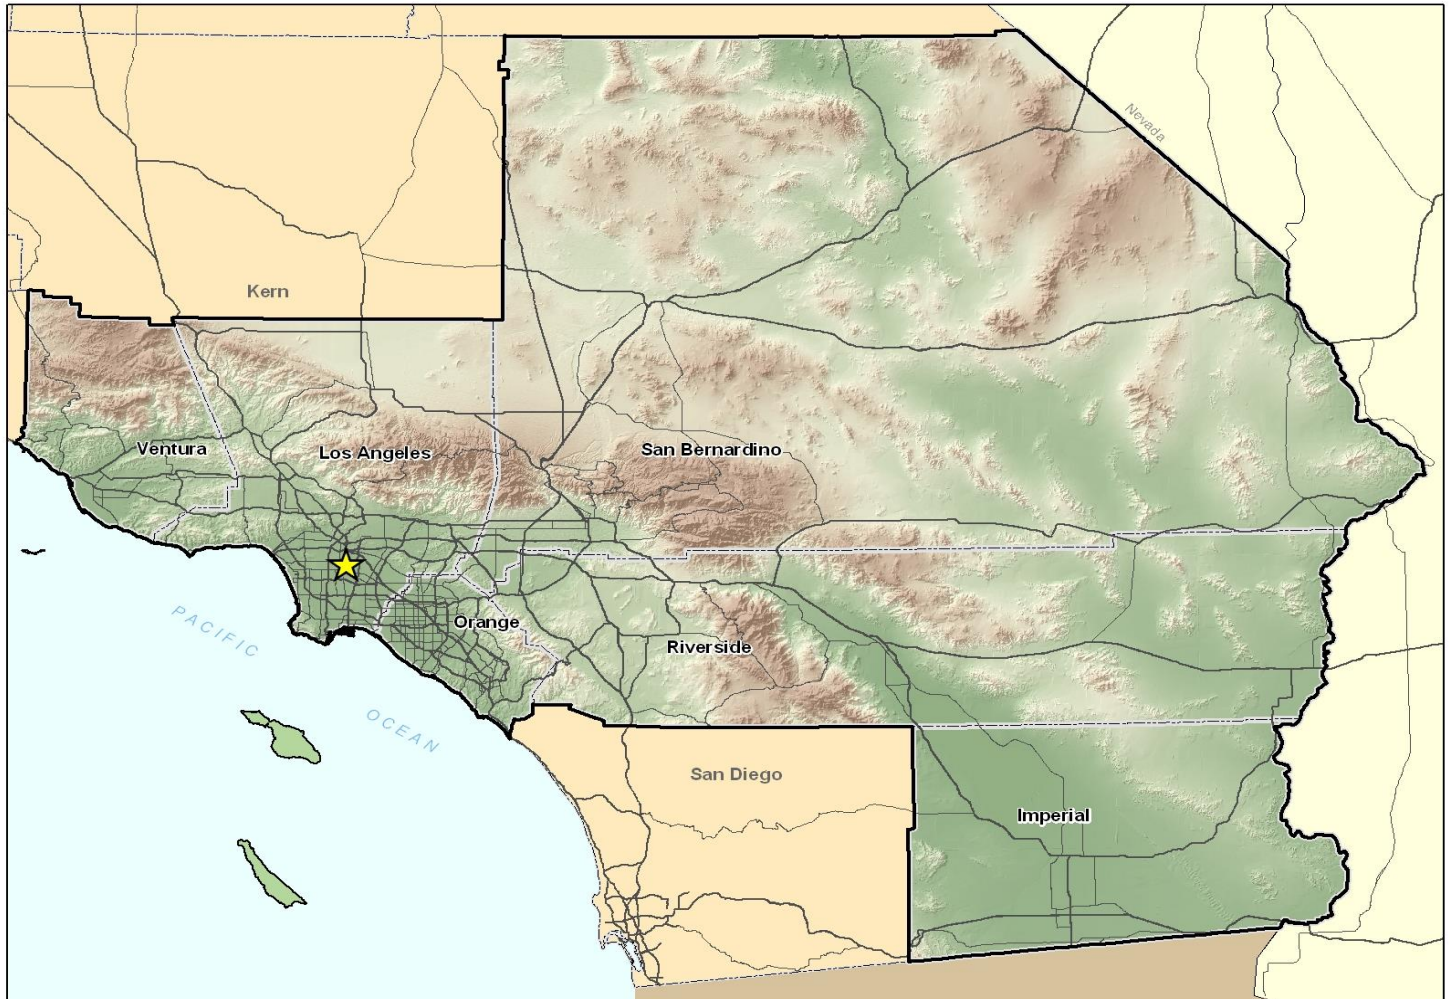 Nevada
Kern
Ventura
Los Angeles
San Bernardino
Orange
Riverside
PACIFIC
OCEAN
San Diego
Imperial